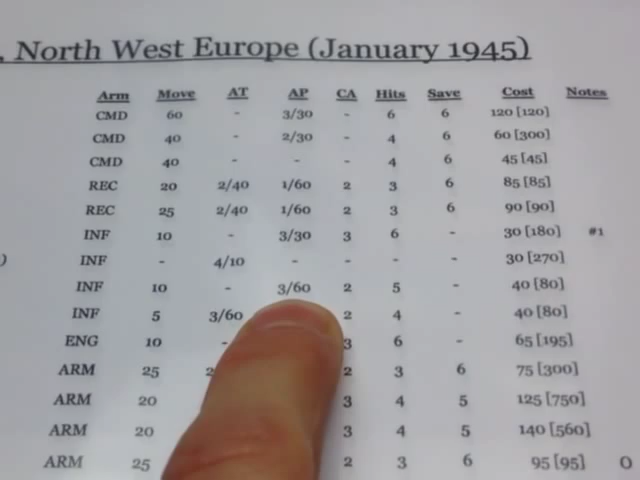 , North West Europe (January 1945)
Arm Move AT AP CA Hits Save Cost Notes
CMD 60 - 3/30 - 6 6 120 [120]
CMD 40 - 2/30 - 4 6 60 [300]
CMD 40 - - - 4 6 45 [45]
REC 20 2/40 1/60 2 3 6 85 [85]
REC 25 2/40 1/60 2 3 6 90 [90]
INF 10 - 3/30 3 6 - 30 [180] #1
) INF - 4/10 - - - - 30 [270]
INF 10 - 3/60 2 5 - 40 [80]
INF 5 3/60 2 4 - 40 [80]
ENG 10 - 3 6 - 65 [195]
ARM 25 2 2 3 6 75 [300]
ARM 20 3 4 5 125 [750]
ARM 20 3 4 5 140 [560]
ARM 25 2 3 6 95 [95] O